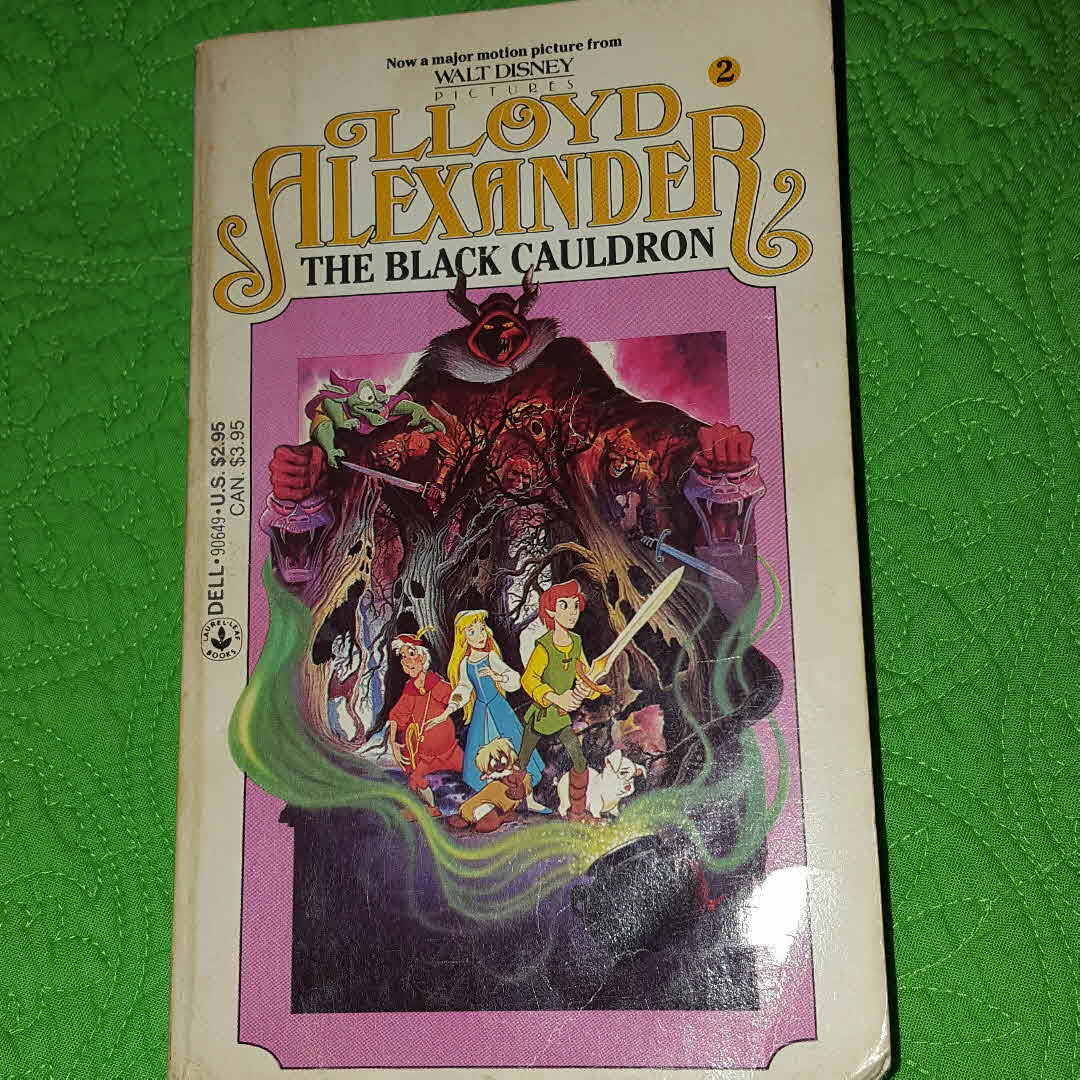 Now a major motion picture from
WALT DISNEY
PICTURES
2
LLOYD
ALEXANDER
THE BLACK CAULDRON
DELL • 90649 • U.S. $2.95
CAN. $3.95
LAUREL-LEAF
BOOKS